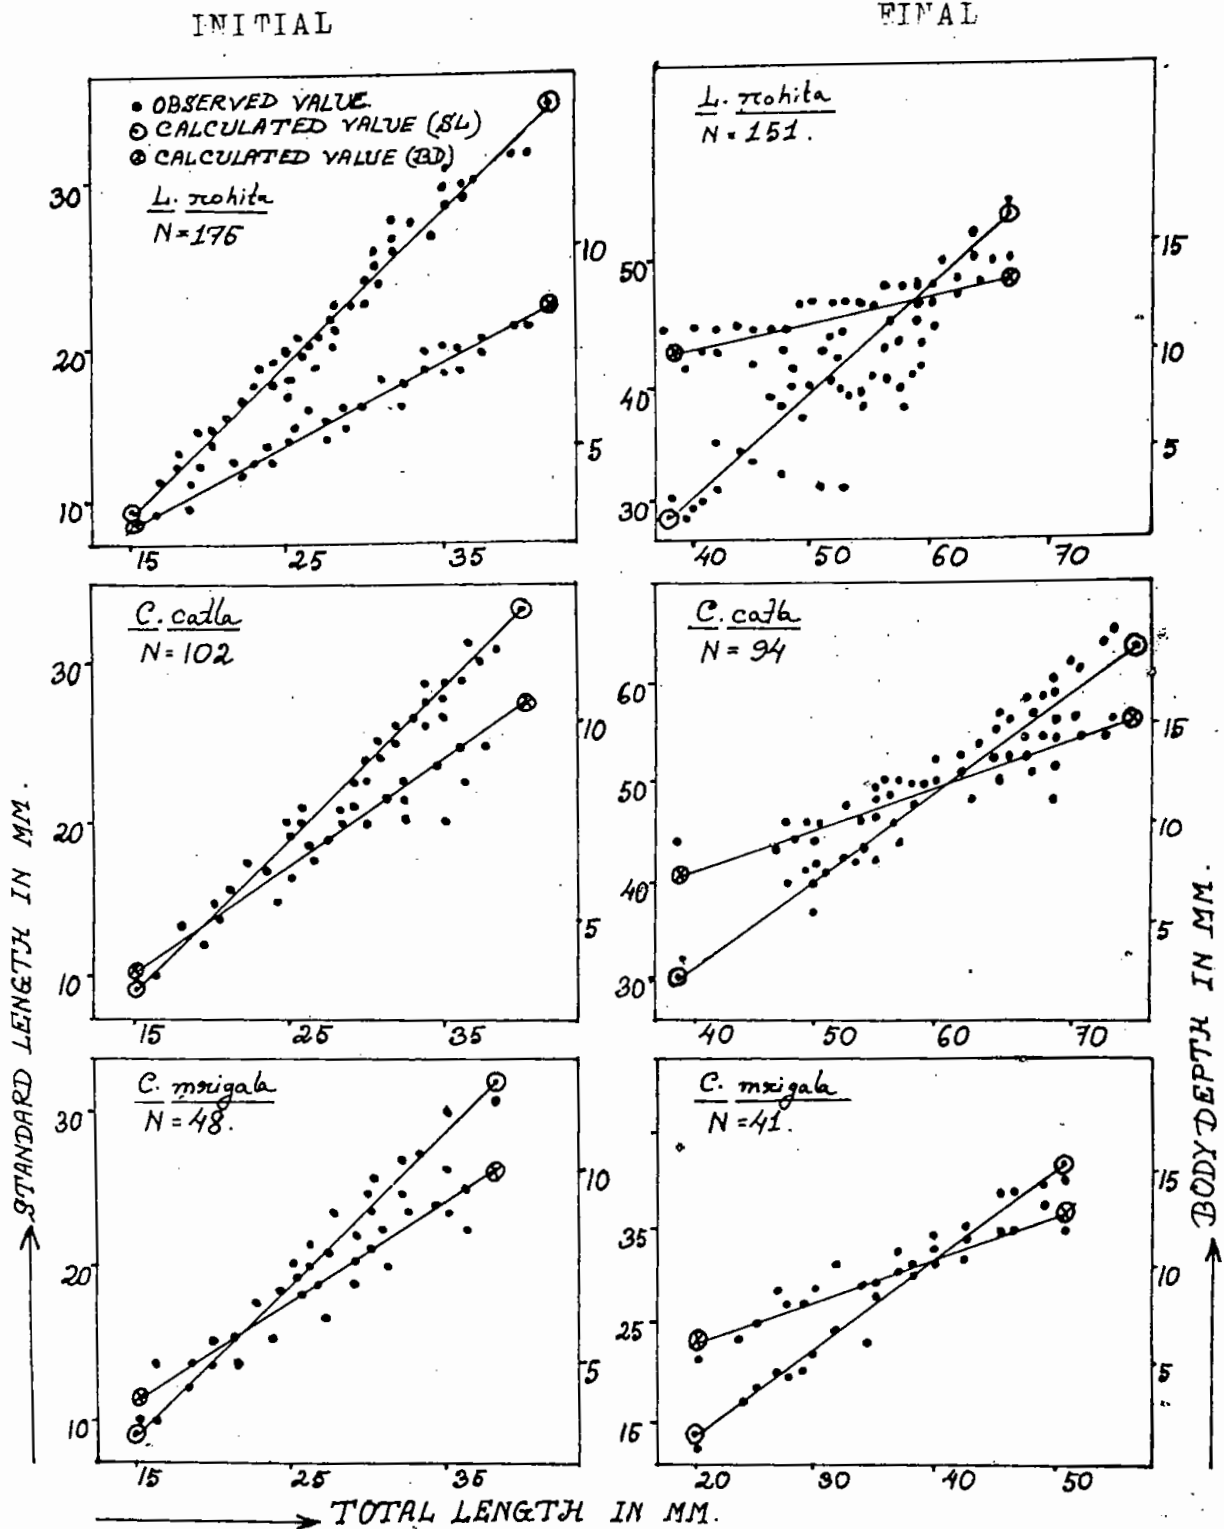 INITIAL
FINAL
• OBSERVED VALUE.
⊙ CALCULATED VALUE (SL)
⊗ CALCULATED VALUE (BD)
L. rohita
N=176
30
20
10
10
5
15 25 35
L. rohita
N=151.
50
40
30
15
10
5
40 50 60 70
C. catla
N=102
30
20
10
10
5
15 25 35
C. catla
N=94
60
50
40
30
15
10
5
40 50 60 70
C. mrigala
N=48.
30
20
10
10
5
15 25 35
C. mrigala
N=41.
35
25
15
15
10
5
20 30 40 50
STANDARD LENGTH IN MM.
BODY DEPTH IN MM.
TOTAL LENGTH IN MM.